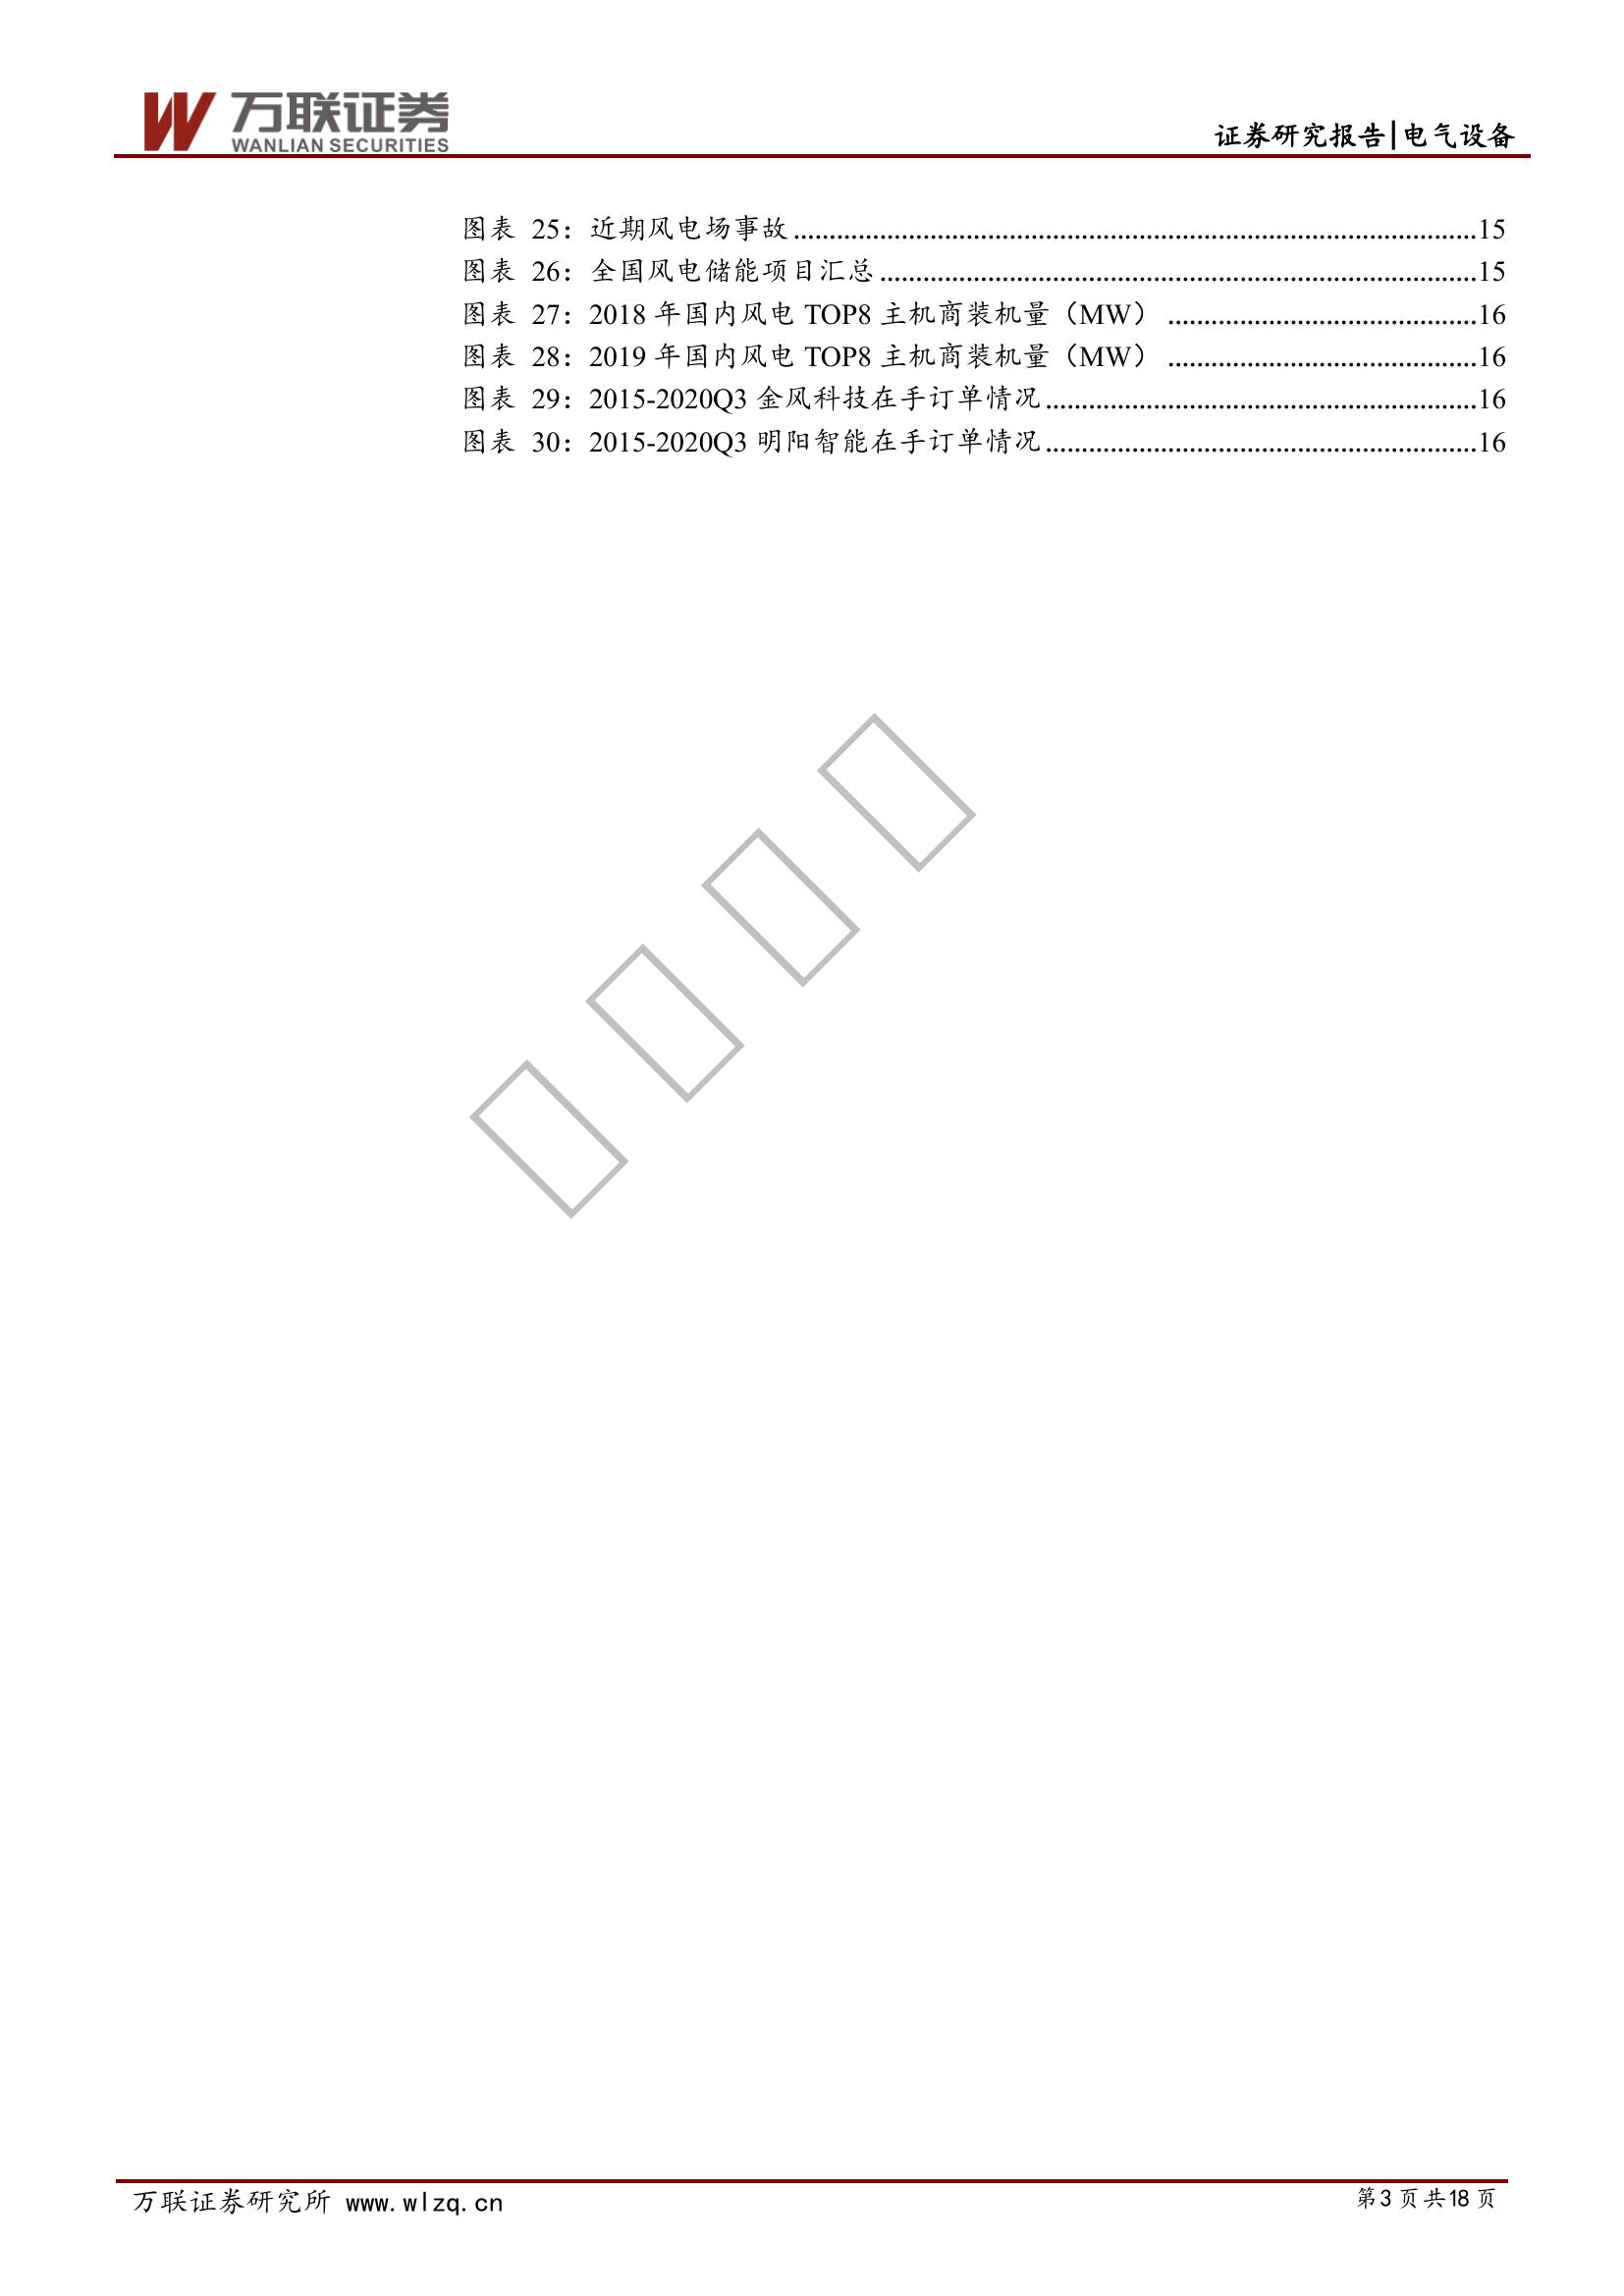 万联证券
WANLIAN SECURITIES
证券研究报告|电气设备
图表 25：近期风电场事故.....15
图表 26：全国风电储能项目汇总.....15
图表 27：2018 年国内风电 TOP8 主机商装机量（MW）.....16
图表 28：2019 年国内风电 TOP8 主机商装机量（MW）.....16
图表 29：2015-2020Q3 金风科技在手订单情况.....16
图表 30：2015-2020Q3 明阳智能在手订单情况.....16
万联证券研究所 www.wlzq.cn
第 3 页 共 18 页